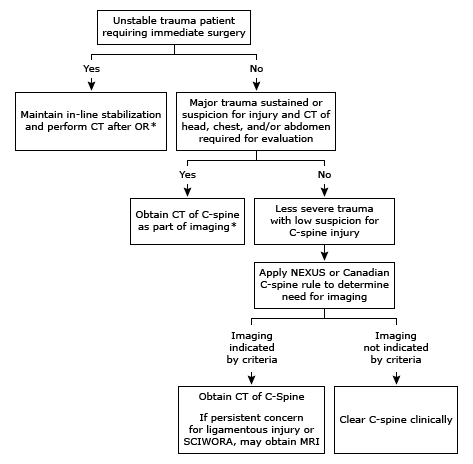 Unstable trauma patient
requiring immediate surgery
Yes
No
Maintain in-line stabilization
and perform CT after OR*
Major trauma sustained or
suspicion for injury and CT of
head, chest, and/or abdomen
required for evaluation
Yes
No
Obtain CT of C-spine
as part of imaging*
Less severe trauma
with low suspicion for
C-spine injury
Apply NEXUS or Canadian
C-spine rule to determine
need for imaging
Imaging
indicated
by criteria
Imaging
not indicated
by criteria
Obtain CT of C-Spine
If persistent concern
for ligamentous injury or
SCIWORA, may obtain MRI
Clear C-spine clinically